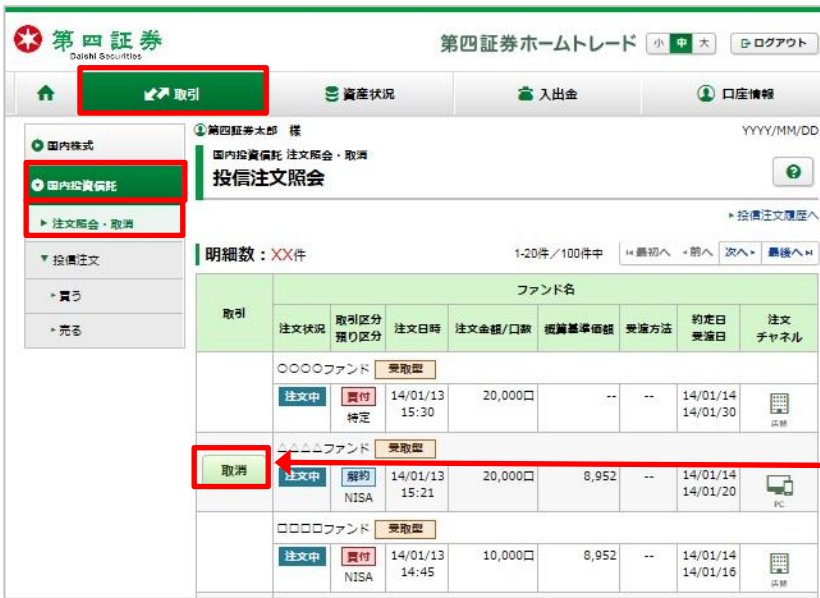 第四証券
Daishi Securities
第四証券ホームトレード 小 中 大 ログアウト
取引 資産状況 入出金 口座情報
国内株式
国内投資信託
注文照会・取消
投信注文
買う
売る
第四証券太郎 様 YYYY/MM/DD
国内投資信託 注文照会・取消
投信注文照会
投信注文履歴へ
明細数:XX件 1-20件/100件中 最初へ 前へ 次へ 最後へ
取引 ファンド名
注文状況 取引区分 預り区分 注文日時 注文金額/口数 概算基準価額 受渡方法 約定日 受渡日 注文チャネル
○○○○ファンド 受取型
注文中 買付 14/01/13 20,000口 -- -- 14/01/14
特定 15:30 14/01/30 店頭
△△△△ファンド 受取型
取消 注文中 解約 14/01/13 20,000口 8,952 -- 14/01/14
NISA 15:21 14/01/20 PC
□□□□ファンド 受取型
注文中 買付 14/01/13 10,000口 8,952 -- 14/01/14
NISA 14:45 14/01/16 店頭